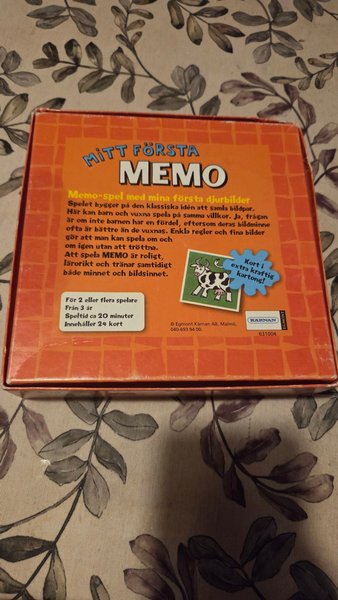 MITT FÖRSTA
MEMO
Memo-spel med mina första djurbilder
Spelet bygger på den klassiska idén att samla bildpar.
Här kan barn och vuxna spela på samma villkor. Ja, frågan
är om inte barnen har en fördel, eftersom deras bildminne
ofta är bättre än de vuxnas. Enkla regler och fina bilder
gör att man kan spela om och
om igen utan att tröttna.
Att spela MEMO är roligt,
lärorikt och tränar samtidigt
både minnet och bildsinnet.
Kort i
extra kraftig
kartong!
För 2 eller flera spelare
Från 3 år
Speltid ca 20 minuter
Innehåller 24 kort
© Egmont Kärnan AB, Malmö,
040-693 94 00.
KÄRNAN
631004